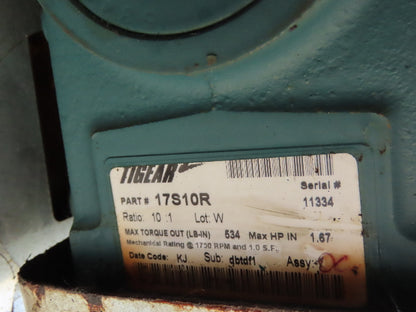 TIGEAR
Serial #
PART # 17S10R
11334
Ratio: 10 :1 Lot: W
MAX TORQUE OUT (LB-IN) 534 Max HP IN 1.67
Mechanical Rating @ 1750 RPM and 1.0 S.F.
Date Code: KJ Sub: dbtdf1 Assy: